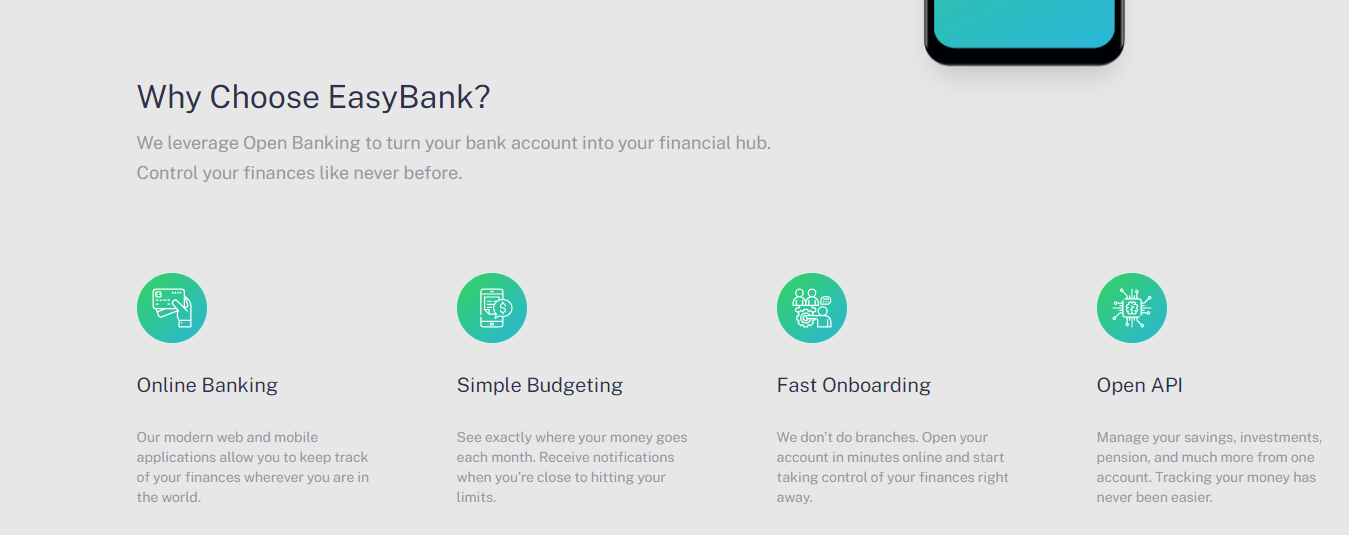 Why Choose EasyBank?
We leverage Open Banking to turn your bank account into your financial hub.
Control your finances like never before.
Online Banking
Our modern web and mobile
applications allow you to keep track
of your finances wherever you are in
the world.
Simple Budgeting
See exactly where your money goes
each month. Receive notifications
when you're close to hitting your
limits.
Fast Onboarding
We don't do branches. Open your
account in minutes online and start
taking control of your finances right
away.
Open API
Manage your savings, investments,
pension, and much more from one
account. Tracking your money has
never been easier.